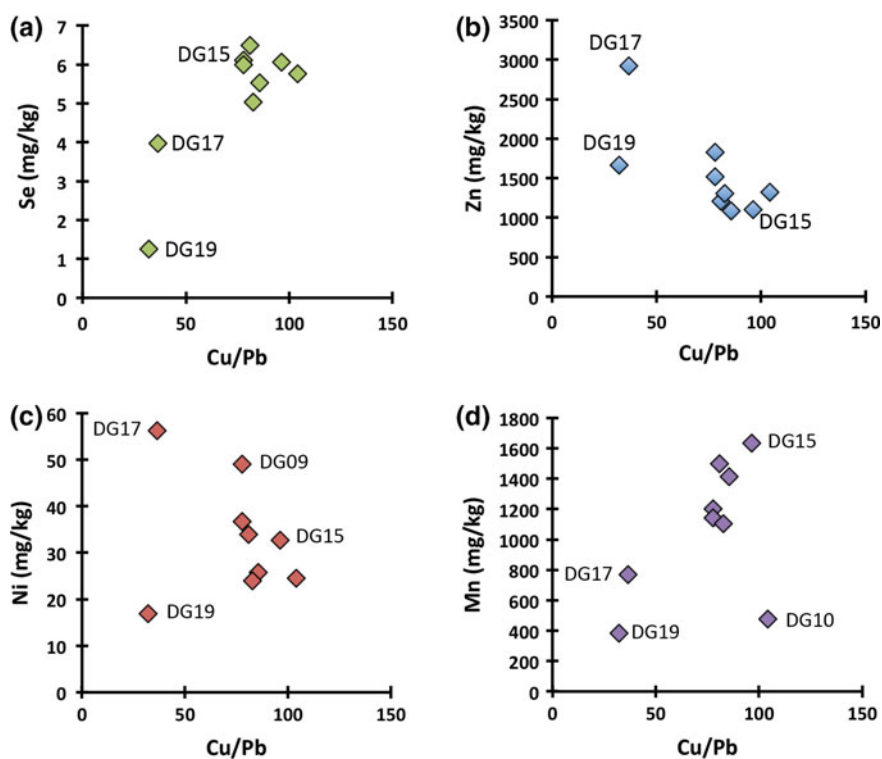 (a)
7
6
5
4
3
2
1
0
Se (mg/kg)
DG15
DG17
DG19
0 50 100 150
Cu/Pb
(b)
3500
3000
2500
2000
1500
1000
500
0
Zn (mg/kg)
DG17
DG19
DG15
0 50 100 150
Cu/Pb
(c)
60
50
40
30
20
10
0
Ni (mg/kg)
DG17
DG09
DG15
DG19
0 50 100 150
Cu/Pb
(d)
1800
1600
1400
1200
1000
800
600
400
200
0
Mn (mg/kg)
DG15
DG17
DG19
DG10
0 50 100 150
Cu/Pb